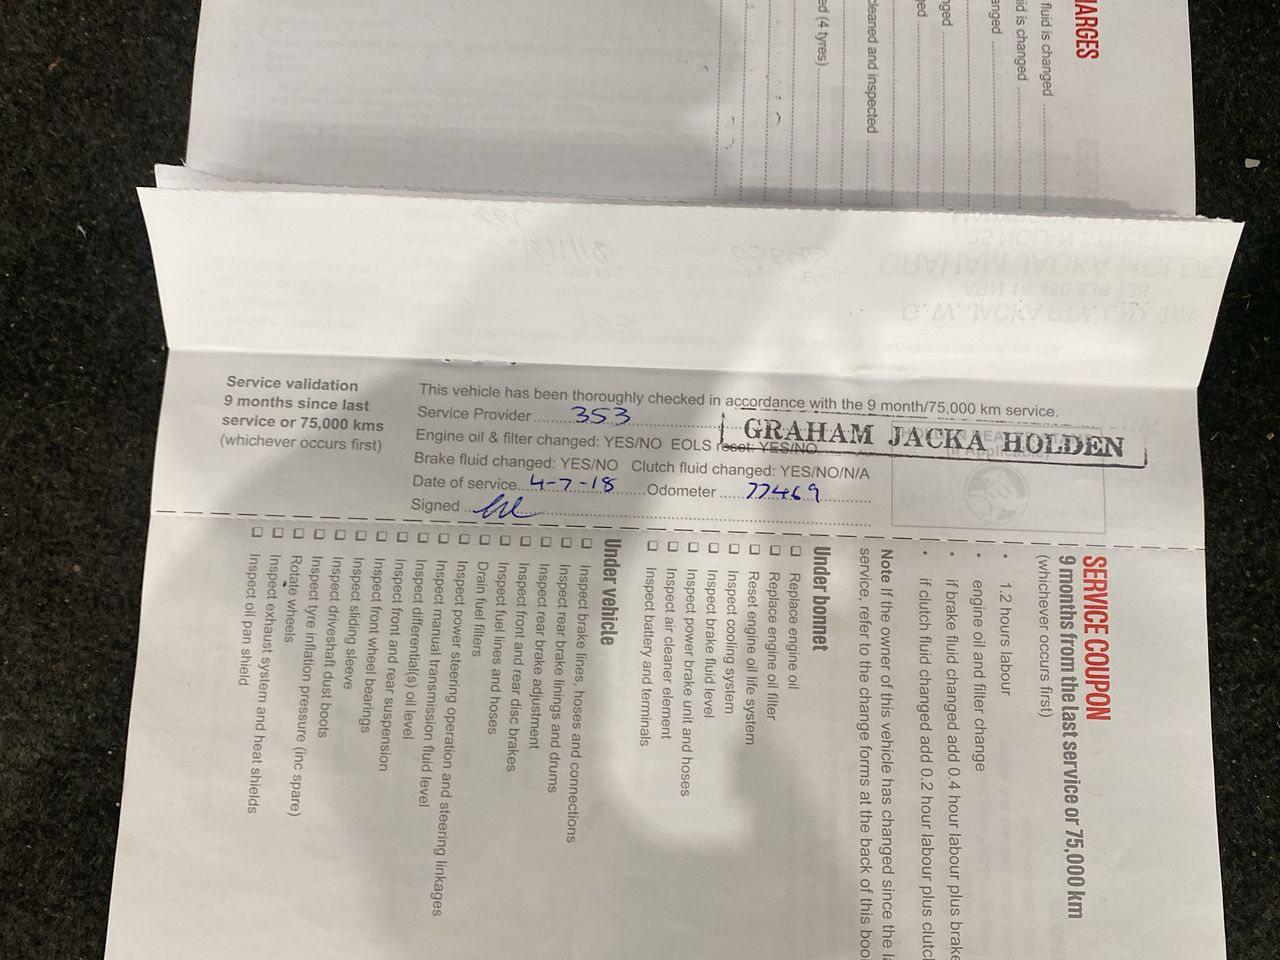 ARGES
fluid is changed
id is changed
anged
nged
ged
cleaned and inspected
ed (4 tyres)
35 NOLAN STREET
GRAHAM JACKA HOLDE
G. W. JACKA PTY. LTD. T/A
Service validation
9 months since last
service or 75,000 kms
(whichever occurs first)
This vehicle has been thoroughly checked in accordance with the 9 month/75,000 km service.
Service Provider 353
GRAHAM JACKA HOLDEN
Engine oil & filter changed: YES/NO EOLS reset: YES/NO
Brake fluid changed: YES/NO Clutch fluid changed: YES/NO/N/A
Date of service 4-7-18 Odometer 77469
Signed
SERVICE COUPON
9 months from the last service or 75,000 km
(whichever occurs first)
• 1.2 hours labour
• engine oil and filter change
• if brake fluid changed add 0.4 hour labour plus brake
• if clutch fluid changed add 0.2 hour labour plus clutch
Note If the owner of this vehicle has changed since the la
service, refer to the change forms at the back of this boo
Under bonnet
❏ Replace engine oil
❏ Replace engine oil filter
❏ Reset engine oil life system
❏ Inspect cooling system
❏ Inspect brake fluid level
❏ Inspect power brake unit and hoses
❏ Inspect air cleaner element
❏ Inspect battery and terminals
Under vehicle
❏ Inspect brake lines, hoses and connections
❏ Inspect rear brake linings and drums
❏ Inspect rear brake adjustment
❏ Inspect front and rear disc brakes
❏ Inspect fuel lines and hoses
❏ Drain fuel filters
❏ Inspect power steering operation and steering linkages
❏ Inspect manual transmission fluid level
❏ Inspect differential(s) oil level
❏ Inspect front and rear suspension
❏ Inspect front wheel bearings
❏ Inspect sliding sleeve
❏ Inspect driveshaft dust boots
❏ Inspect tyre inflation pressure (inc spare)
❏ Rotate wheels
❏ Inspect exhaust system and heat shields
❏ Inspect oil pan shield